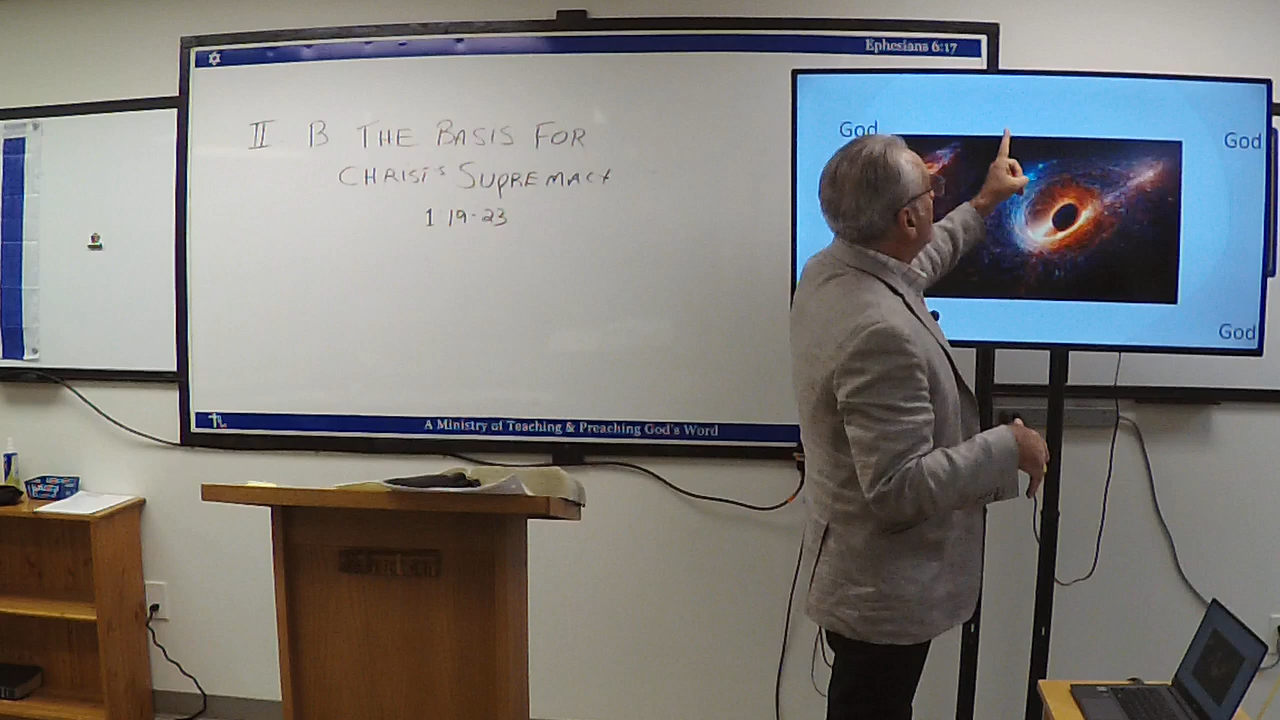 Ephesians 6:17
II B THE BASIS FOR
CHRIST'S SUPREMACY
1 19-23
God
God
God
A Ministry of Teaching & Preaching God's Word